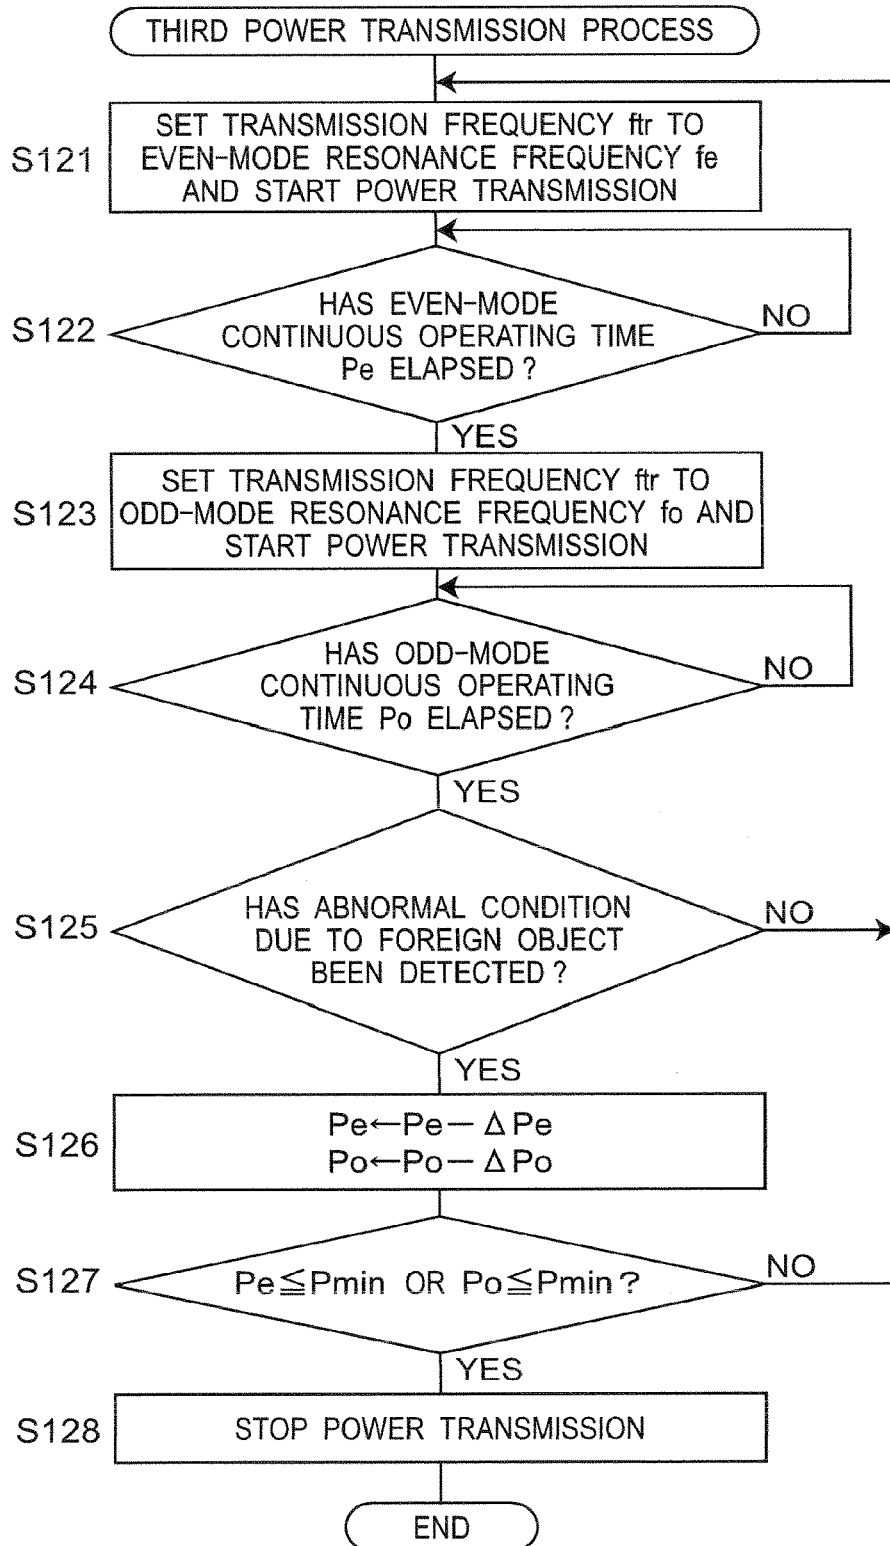 THIRD POWER TRANSMISSION PROCESS
S121
SET TRANSMISSION FREQUENCY ftr TO
EVEN-MODE RESONANCE FREQUENCY fe
AND START POWER TRANSMISSION
S122
HAS EVEN-MODE
CONTINUOUS OPERATING TIME
Pe ELAPSED?
NO
YES
S123
SET TRANSMISSION FREQUENCY ftr TO
ODD-MODE RESONANCE FREQUENCY fo AND
START POWER TRANSMISSION
S124
HAS ODD-MODE
CONTINUOUS OPERATING
TIME Po ELAPSED?
NO
YES
S125
HAS ABNORMAL CONDITION
DUE TO FOREIGN OBJECT
BEEN DETECTED?
NO
YES
S126
Pe←Pe－ΔPe
Po←Po－ΔPo
S127
Pe≦Pmin OR Po≦Pmin?
NO
YES
S128
STOP POWER TRANSMISSION
END